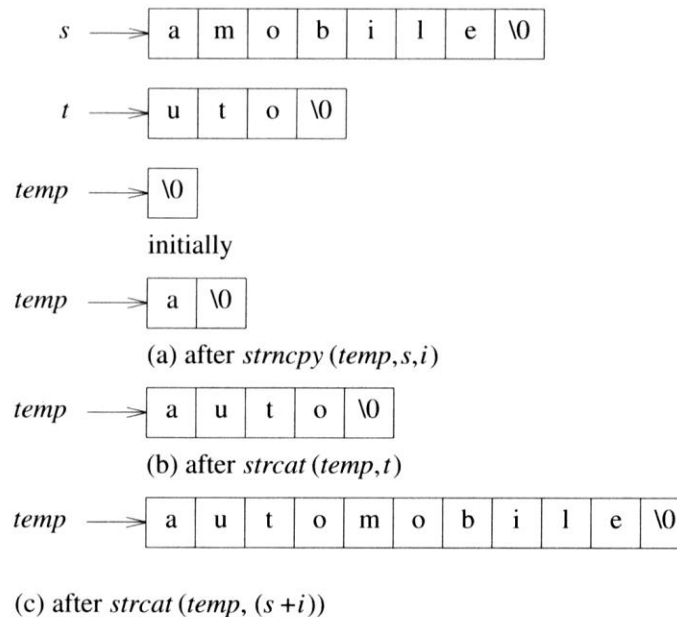 s a m o b i l e \0
t u t o \0
temp \0
initially
temp a \0
(a) after strncpy (temp,s,i)
temp a u t o \0
(b) after strcat (temp,t)
temp a u t o m o b i l e \0
(c) after strcat (temp, (s +i))